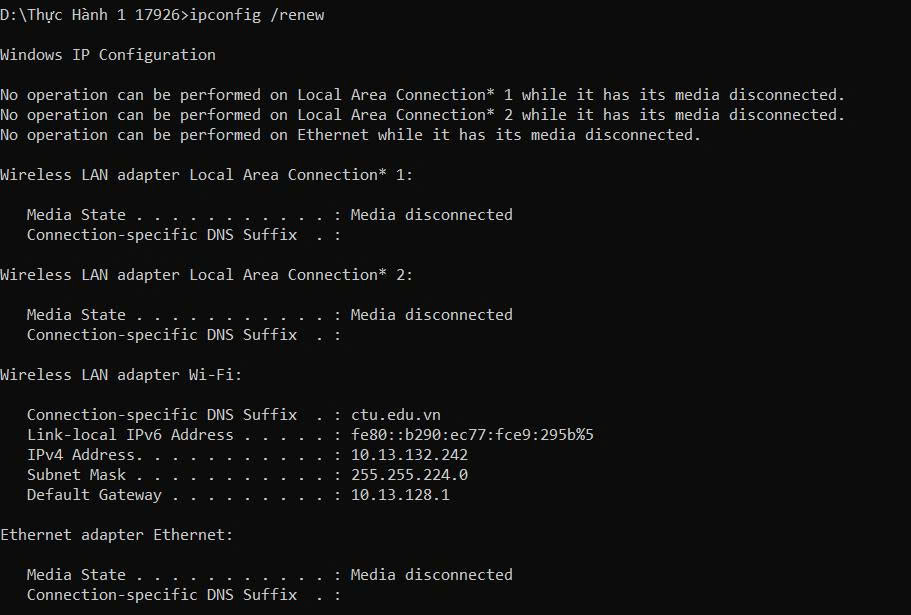 D:\Thực Hành 1 17926>ipconfig /renew
Windows IP Configuration
No operation can be performed on Local Area Connection* 1 while it has its media disconnected.
No operation can be performed on Local Area Connection* 2 while it has its media disconnected.
No operation can be performed on Ethernet while it has its media disconnected.
Wireless LAN adapter Local Area Connection* 1:
   Media State . . . . . . . . . . . : Media disconnected
   Connection-specific DNS Suffix  . :
Wireless LAN adapter Local Area Connection* 2:
   Media State . . . . . . . . . . . : Media disconnected
   Connection-specific DNS Suffix  . :
Wireless LAN adapter Wi-Fi:
   Connection-specific DNS Suffix  . : ctu.edu.vn
   Link-local IPv6 Address . . . . . : fe80::b290:ec77:fce9:295b%5
   IPv4 Address. . . . . . . . . . . : 10.13.132.242
   Subnet Mask . . . . . . . . . . . : 255.255.224.0
   Default Gateway . . . . . . . . . : 10.13.128.1
Ethernet adapter Ethernet:
   Media State . . . . . . . . . . . : Media disconnected
   Connection-specific DNS Suffix  . :